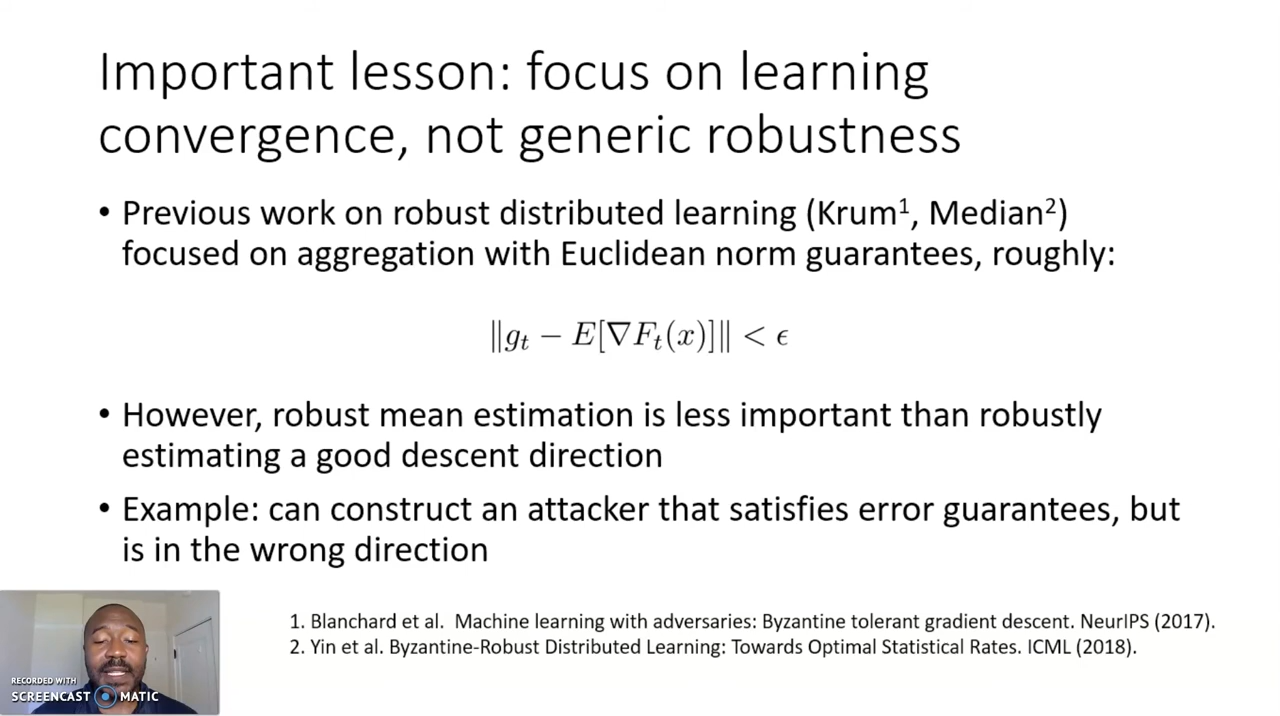 Important lesson: focus on learning
convergence, not generic robustness
• Previous work on robust distributed learning (Krum¹, Median²)
focused on aggregation with Euclidean norm guarantees, roughly:
‖g_t − E[∇F_t(x)]‖ < ϵ
• However, robust mean estimation is less important than robustly
estimating a good descent direction
• Example: can construct an attacker that satisfies error guarantees, but
is in the wrong direction
1. Blanchard et al.  Machine learning with adversaries: Byzantine tolerant gradient descent. NeurIPS (2017).
2. Yin et al. Byzantine-Robust Distributed Learning: Towards Optimal Statistical Rates. ICML (2018).
RECORDED WITH
SCREENCAST MATIC